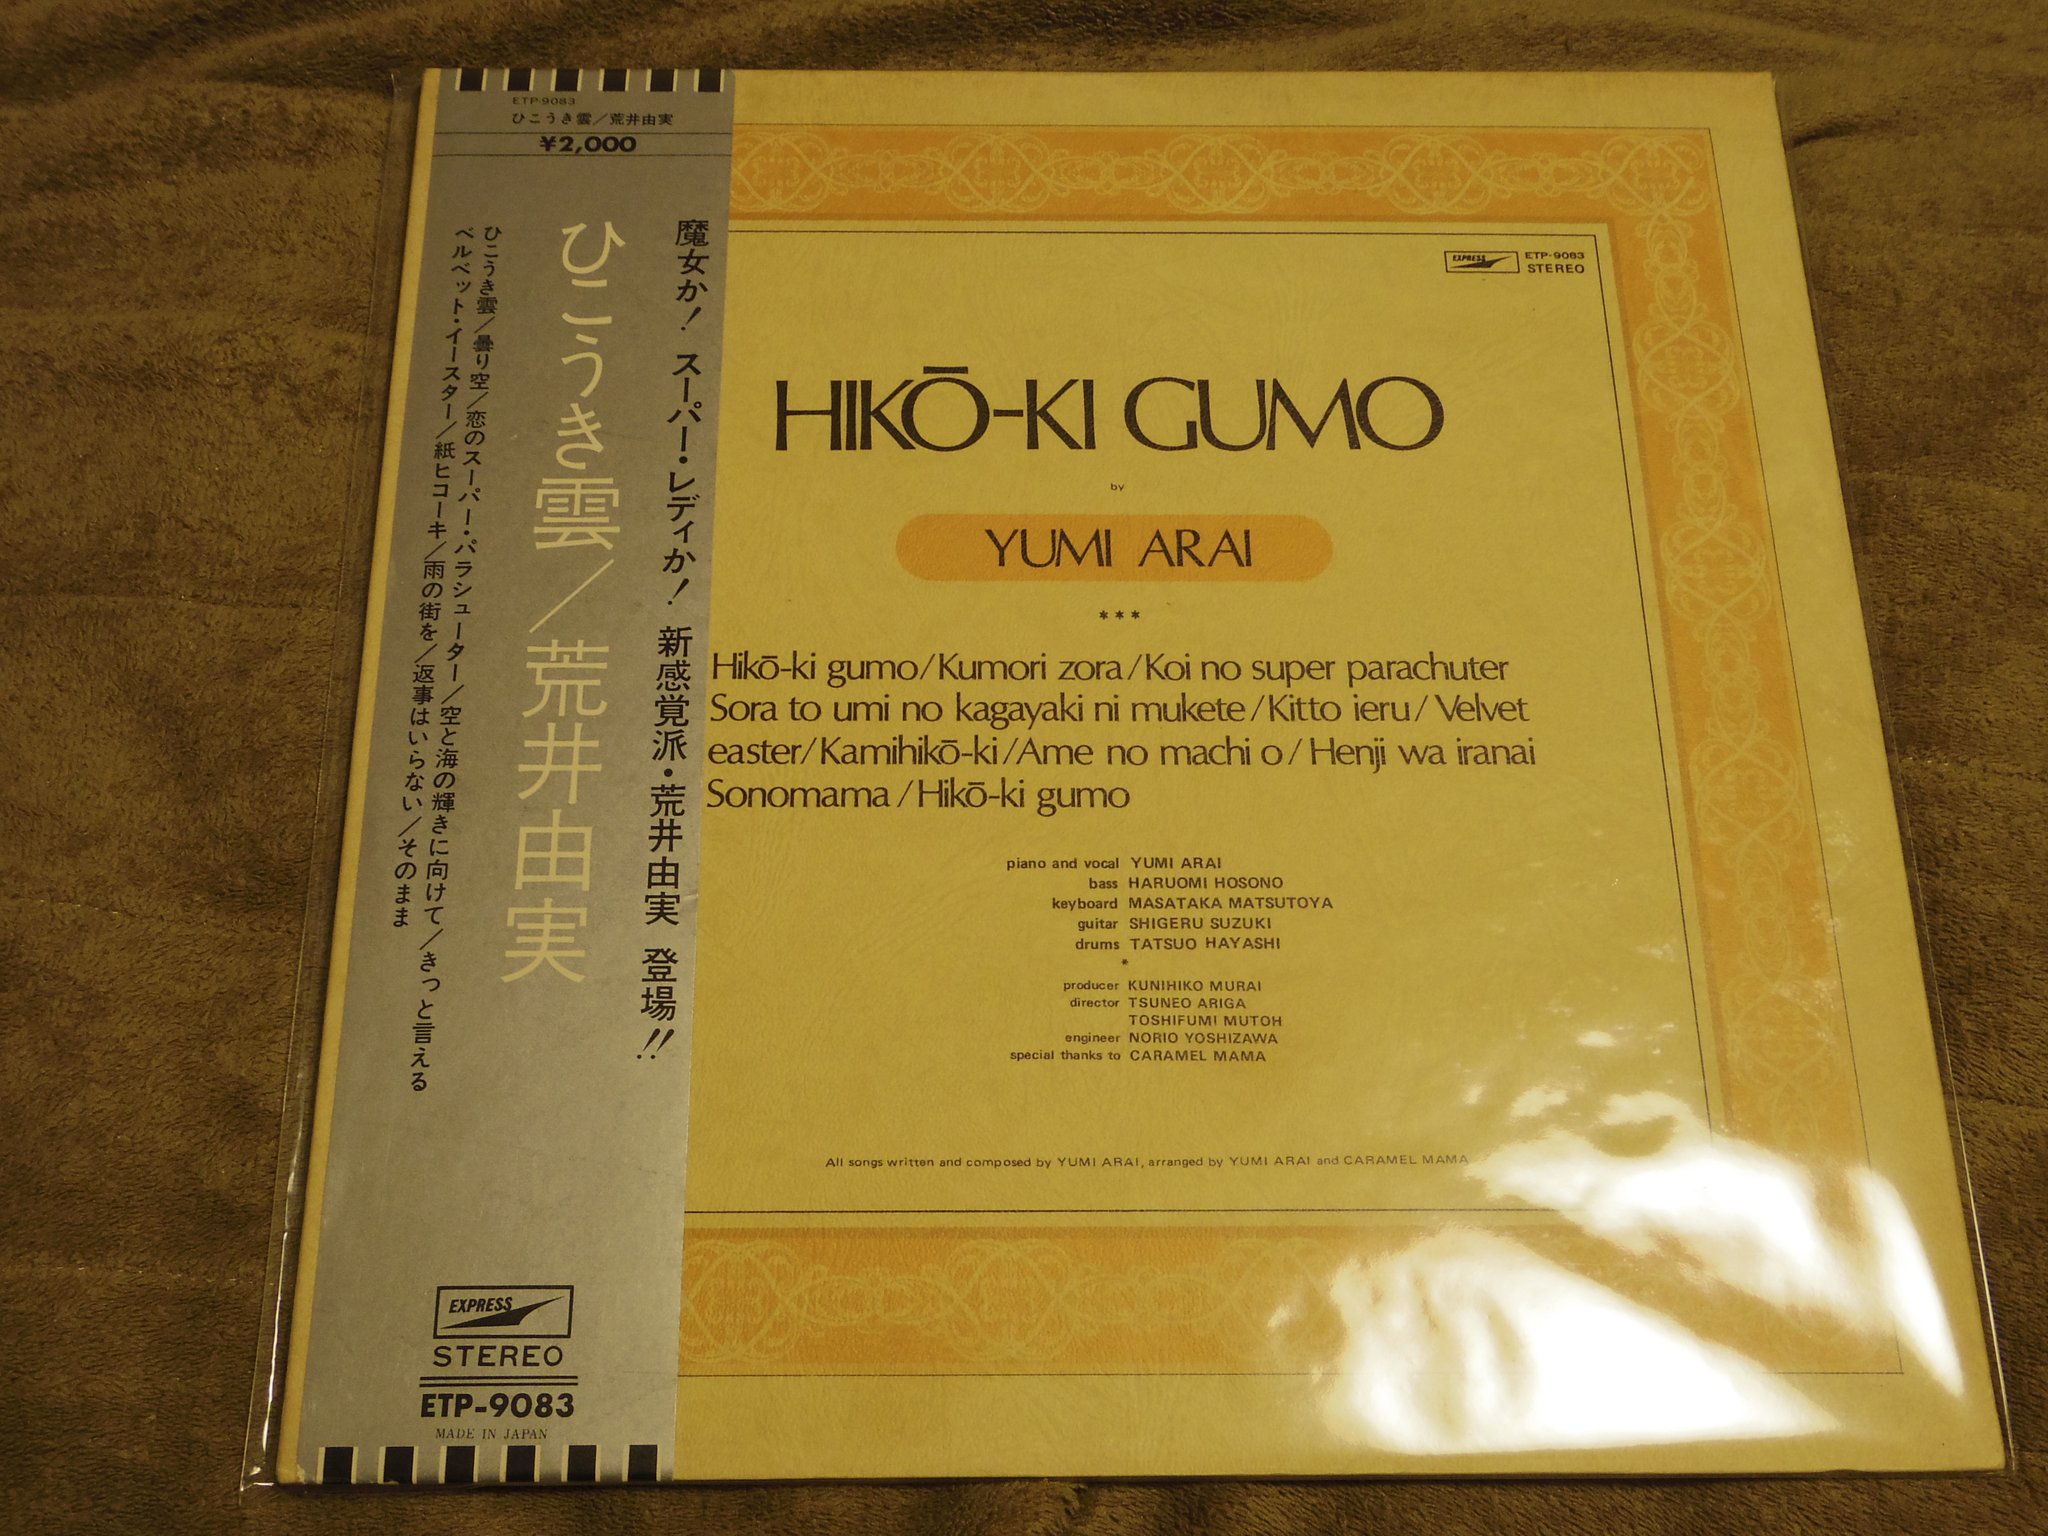 ETP-9083
ひこうき雲／荒井由実
¥2,000
魔女か！ スーパー・レディか！ 新感覚派・荒井由実 登場!!
ひこうき雲／荒井由実
ひこうき雲／曇り空／恋のスーパー・パラシューター／空と海の輝きに向けて／きっと言える
ベルベット・イースター／紙ヒコーキ／雨の街を／返事はいらない／そのまま
EXPRESS
STEREO
ETP-9083
MADE IN JAPAN
EXPRESS
ETP-9083
STEREO
HIKŌ-KI GUMO
by
YUMI ARAI
***
Hikō-ki gumo/Kumori zora/Koi no super parachuter
Sora to umi no kagayaki ni mukete/Kitto ieru/Velvet
easter/Kamihikō-ki/Ame no machi o/Henji wa iranai
Sonomama/Hikō-ki gumo
piano and vocal YUMI ARAI
bass HARUOMI HOSONO
keyboard MASATAKA MATSUTOYA
guitar SHIGERU SUZUKI
drums TATSUO HAYASHI
*
producer KUNIHIKO MURAI
director TSUNEO ARIGA
TOSHIFUMI MUTOH
engineer NORIO YOSHIZAWA
special thanks to CARAMEL MAMA
All songs written and composed by YUMI ARAI, arranged by YUMI ARAI and CARAMEL MAMA